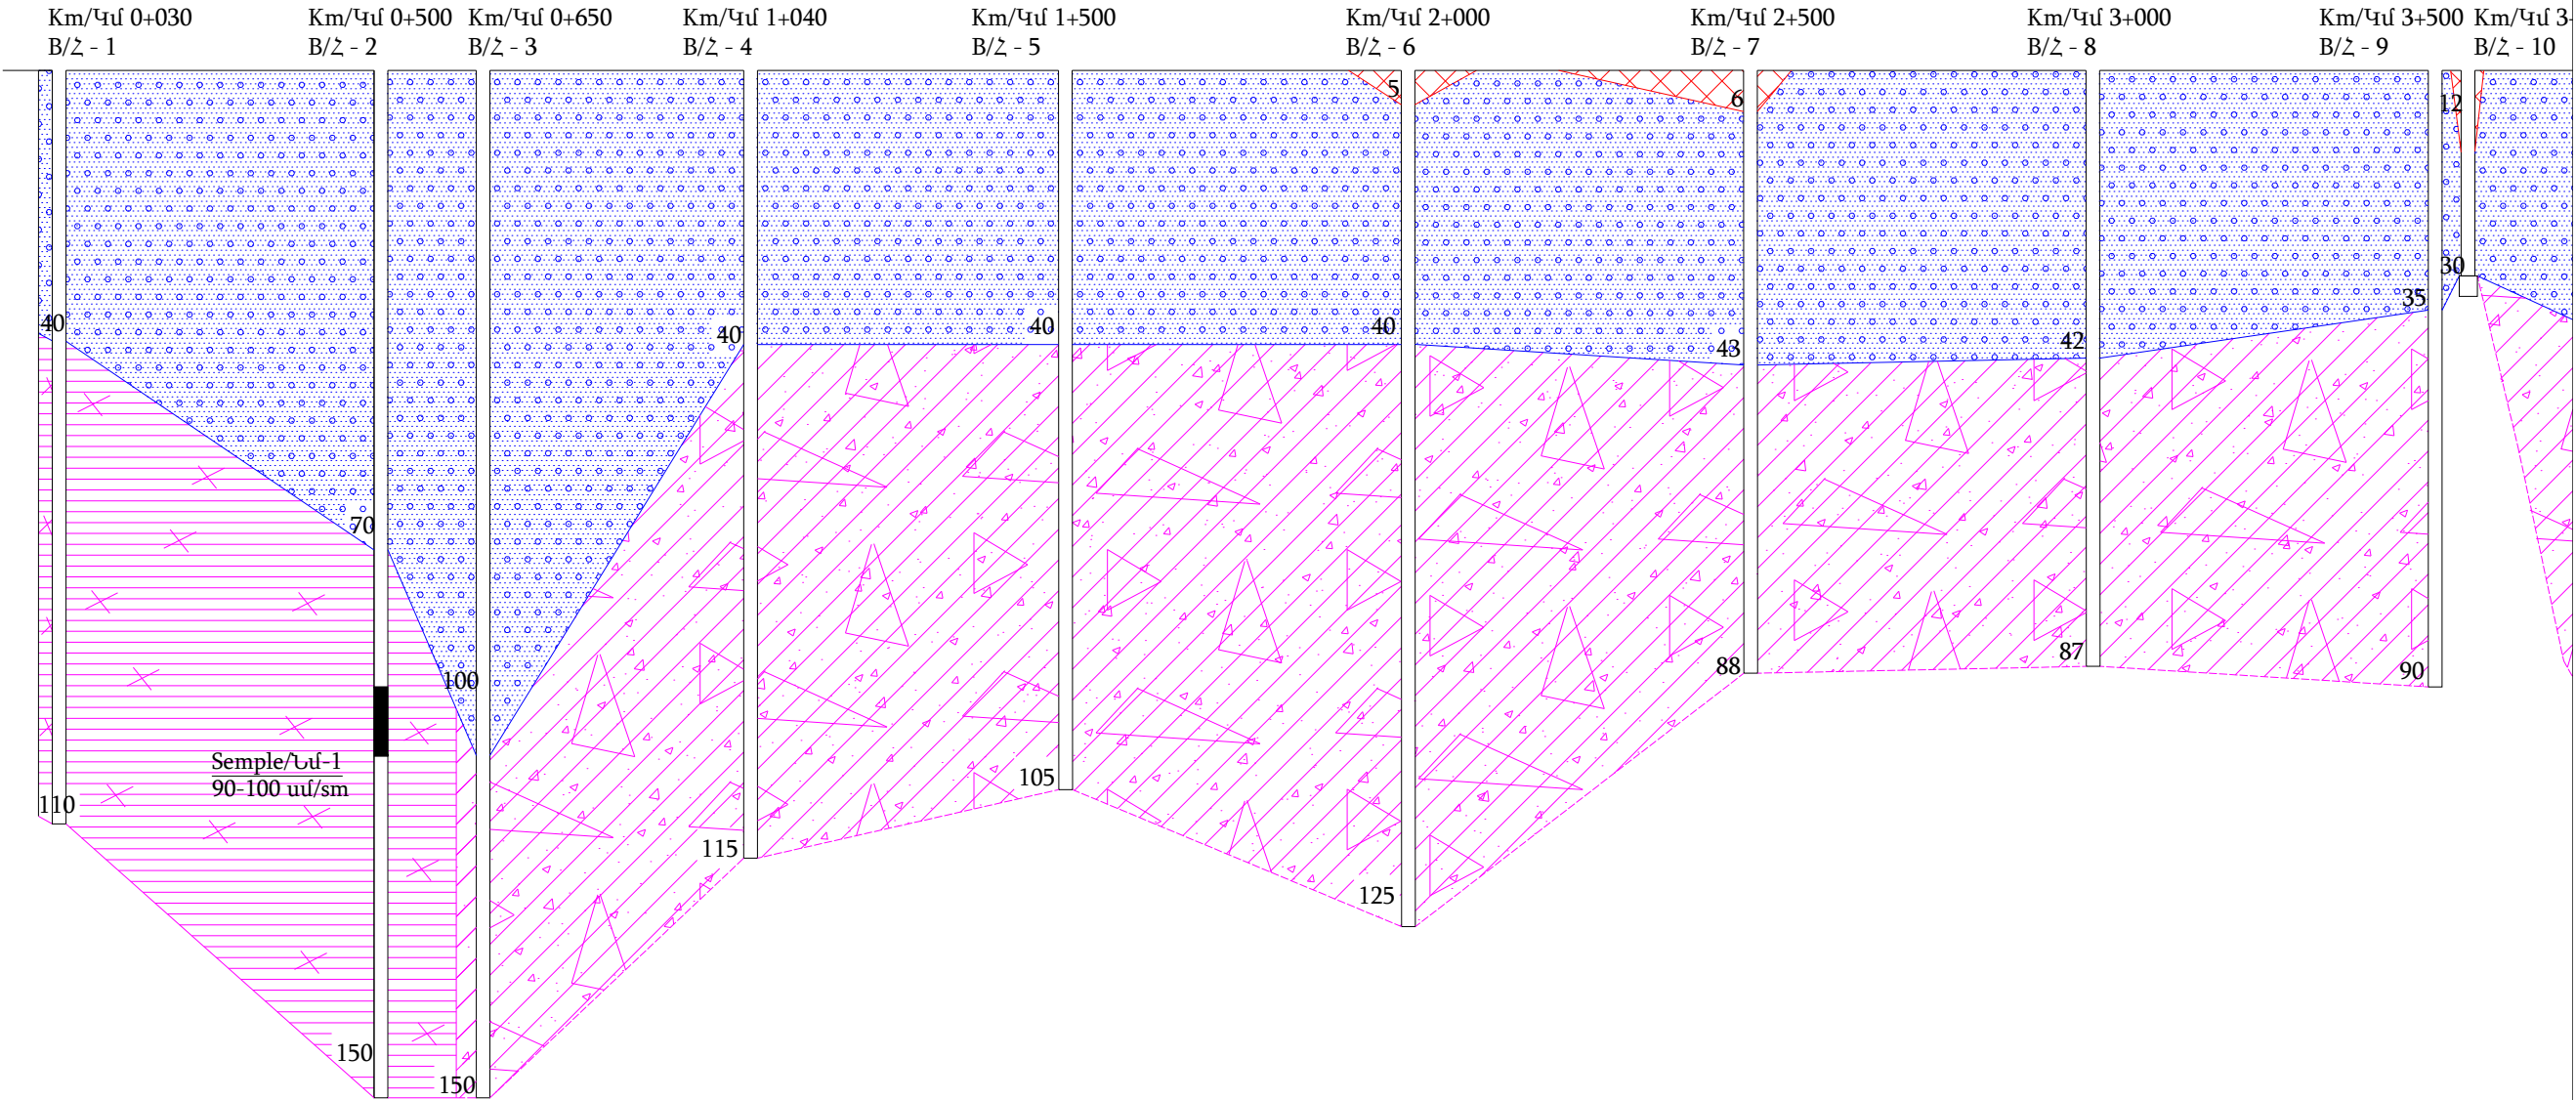 Km/Կմ 0+030
B/Հ - 1
Km/Կմ 0+500
B/Հ - 2
Km/Կմ 0+650
B/Հ - 3
Km/Կմ 1+040
B/Հ - 4
Km/Կմ 1+500
B/Հ - 5
Km/Կմ 2+000
B/Հ - 6
Km/Կմ 2+500
B/Հ - 7
Km/Կմ 3+000
B/Հ - 8
Km/Կմ 3+500
B/Հ - 9
Km/Կմ 3-
B/Հ - 10
5
6
12
30
35
40
40
40
40
43
42
70
100
88
87
90
Semple/Նմ-1
90-100 սմ/sm
110
105
115
125
150
150